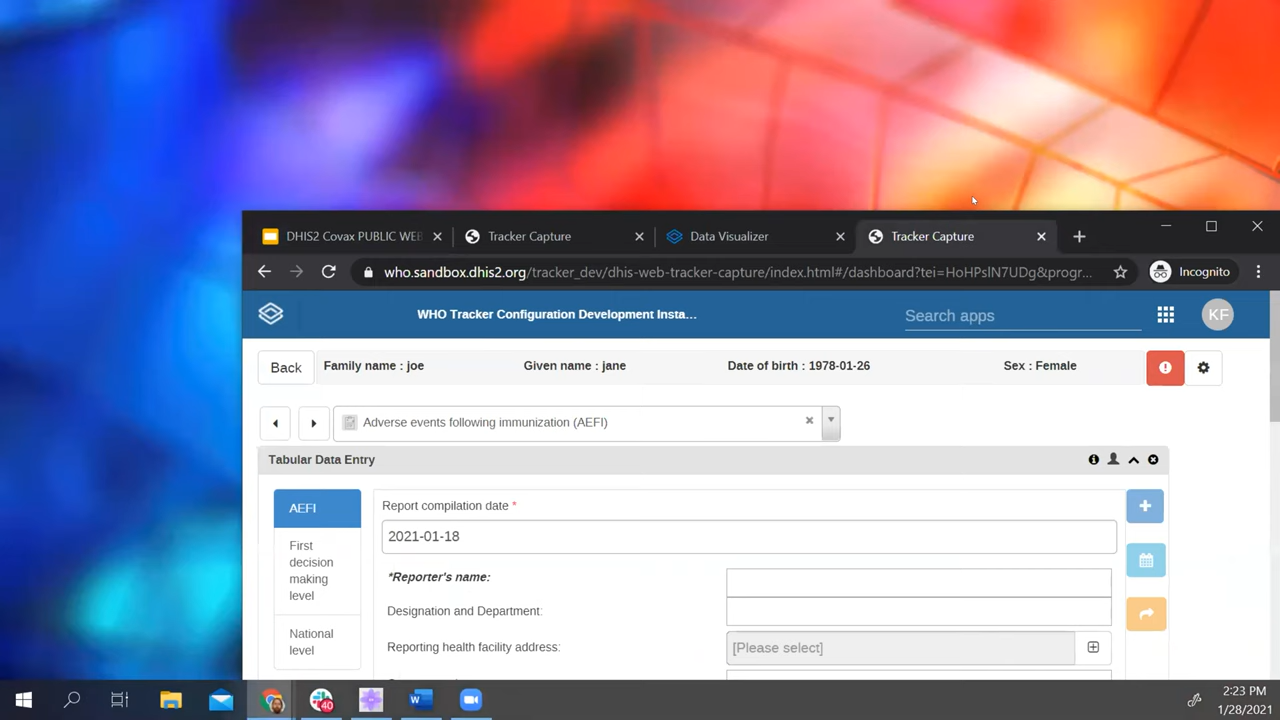 DHIS2 Covax PUBLIC WEB
Tracker Capture
Data Visualizer
Tracker Capture
who.sandbox.dhis2.org/tracker_dev/dhis-web-tracker-capture/index.html#/dashboard?tei=HoHPslN7UDg&progr...
Incognito
WHO Tracker Configuration Development Insta...
Search apps
KF
Back
Family name : joe
Given name : jane
Date of birth : 1978-01-26
Sex : Female
Adverse events following immunization (AEFI)
Tabular Data Entry
AEFI
First
decision
making
level
National
level
Report compilation date *
2021-01-18
*Reporter's name:
Designation and Department:
Reporting health facility address:
[Please select]
40
2:23 PM
1/28/2021